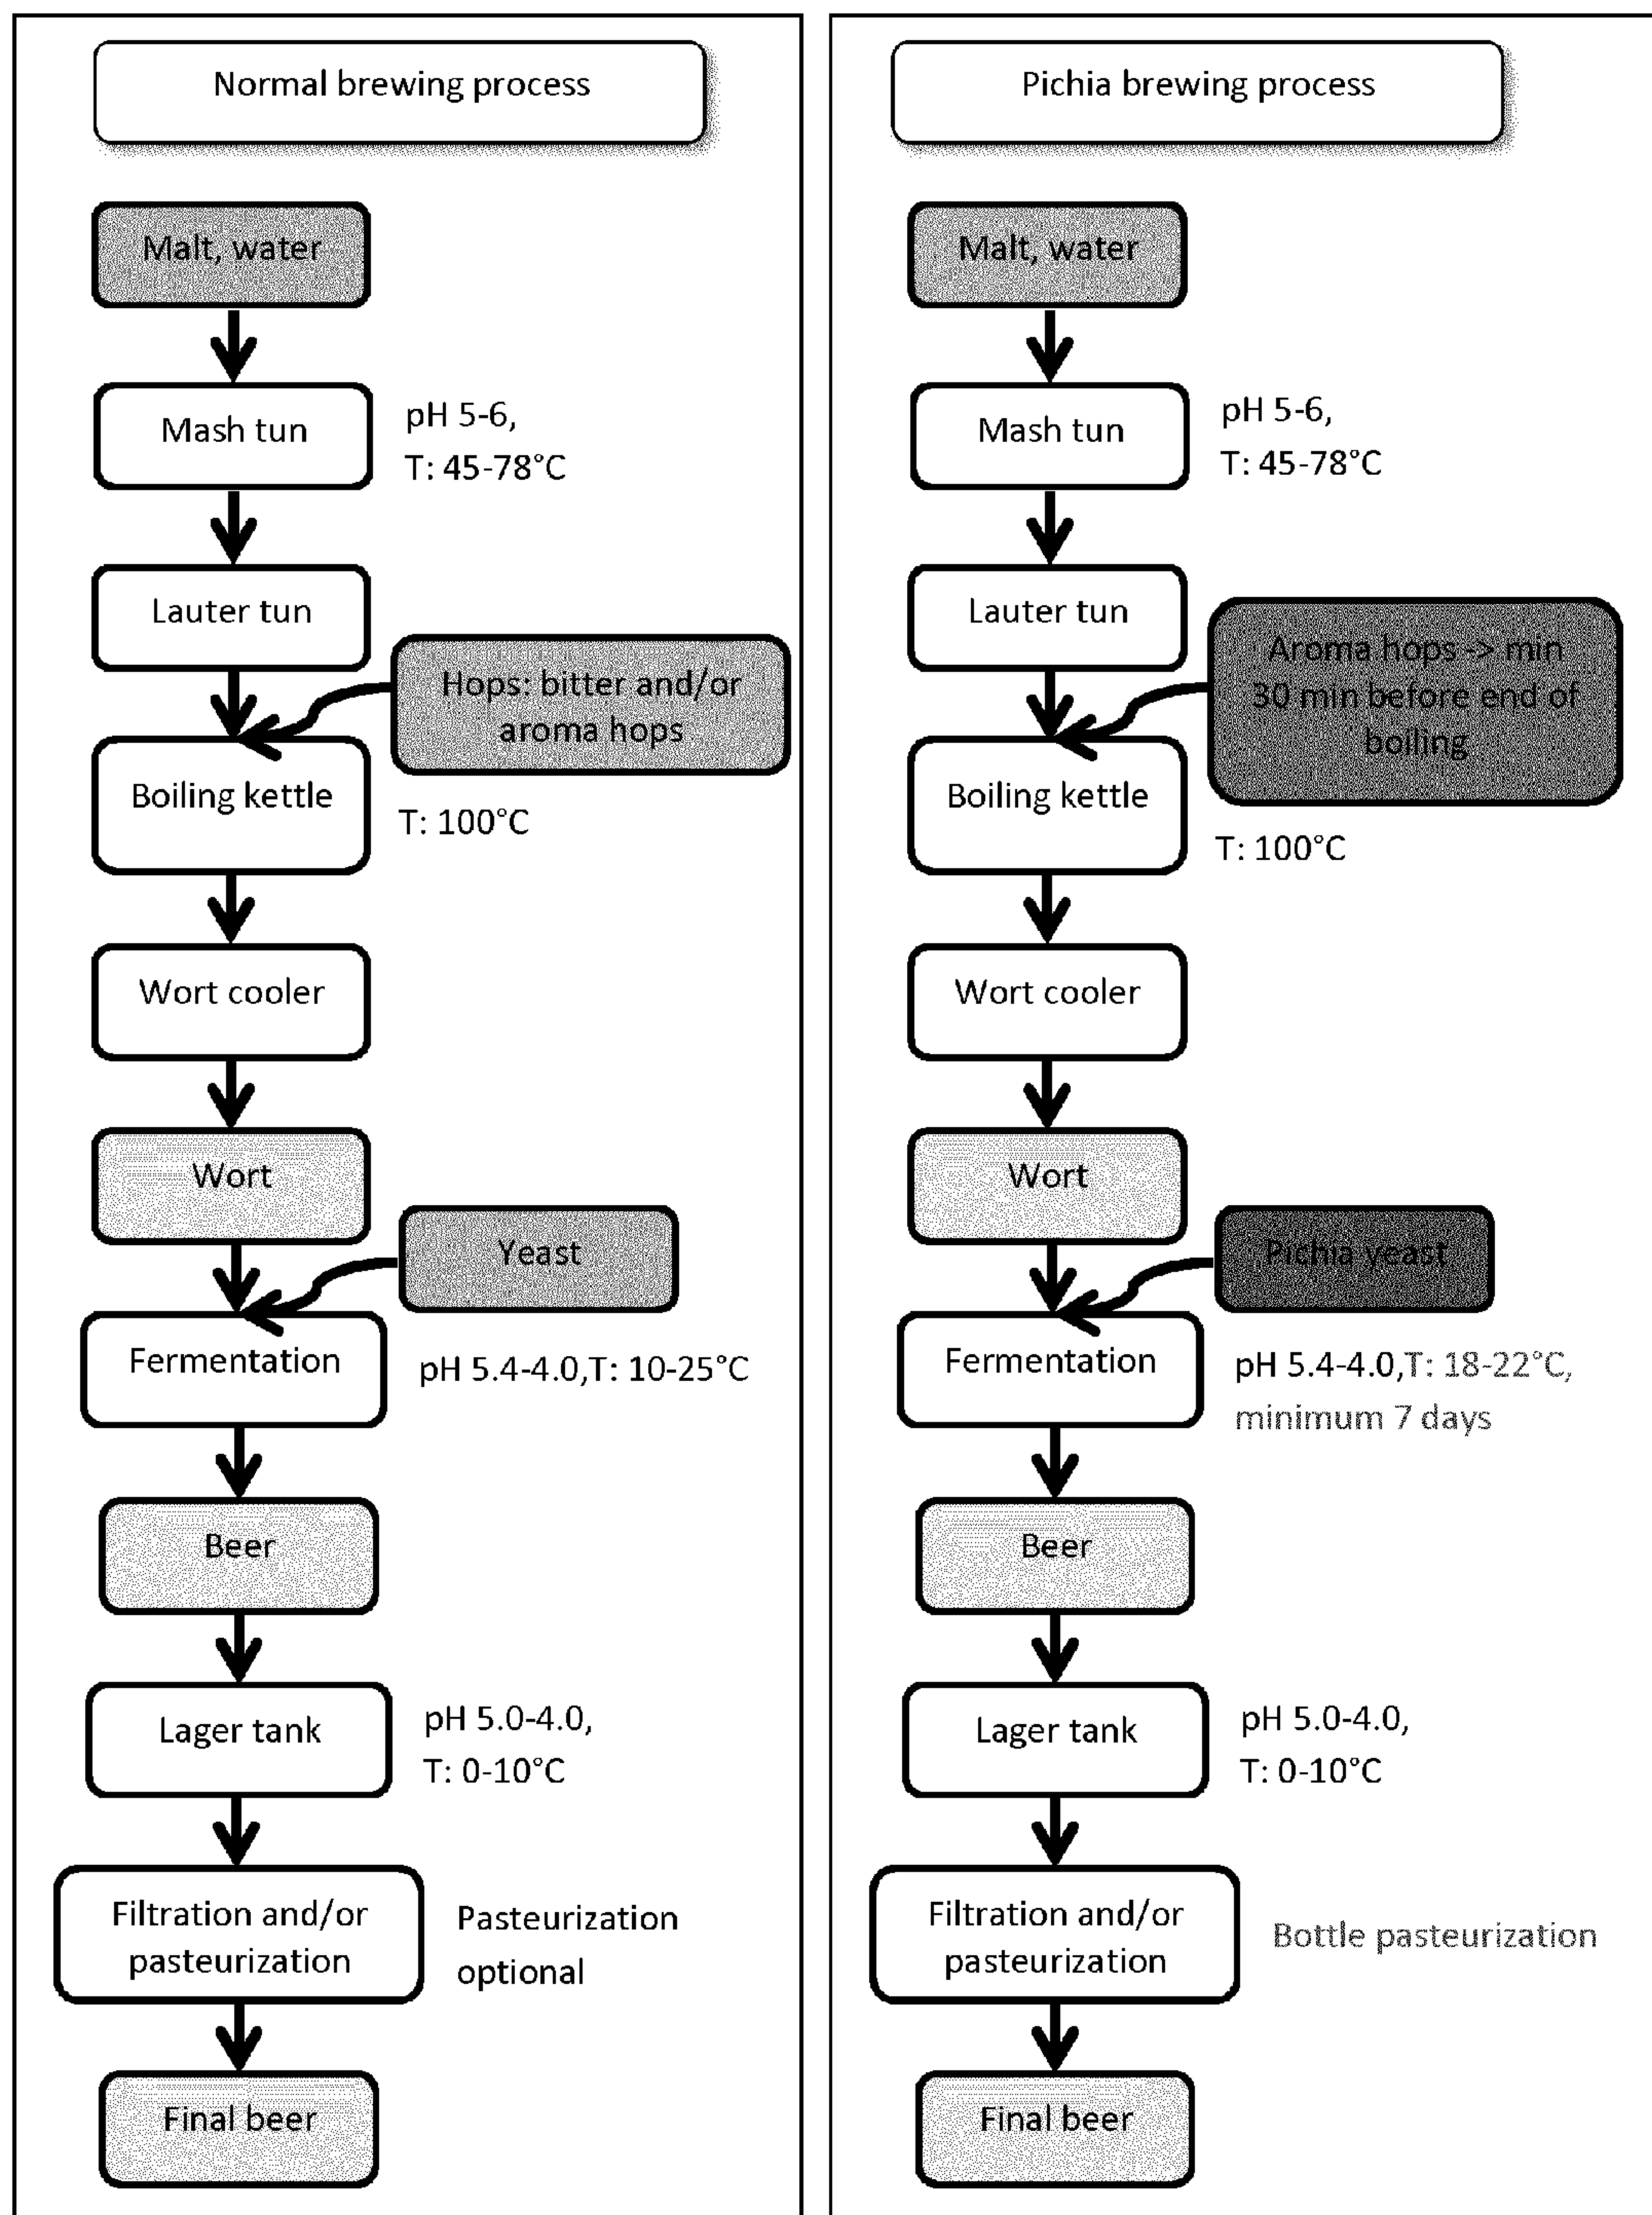 Normal brewing process
Malt, water
Mash tun
pH 5-6,
T: 45-78°C
Lauter tun
Hops: bitter and/or
aroma hops
Boiling kettle
T: 100°C
Wort cooler
Wort
Yeast
Fermentation
pH 5.4-4.0,T: 10-25°C
Beer
Lager tank
pH 5.0-4.0,
T: 0-10°C
Filtration and/or
pasteurization
Pasteurization
optional
Final beer
Pichia brewing process
Malt, water
Mash tun
pH 5-6,
T: 45-78°C
Lauter tun
Aroma hops -> min
30 min before end of
boiling
Boiling kettle
T: 100°C
Wort cooler
Wort
Pichia yeast
Fermentation
pH 5.4-4.0,T: 18-22°C,
minimum 7 days
Beer
Lager tank
pH 5.0-4.0,
T: 0-10°C
Filtration and/or
pasteurization
Bottle pasteurization
Final beer